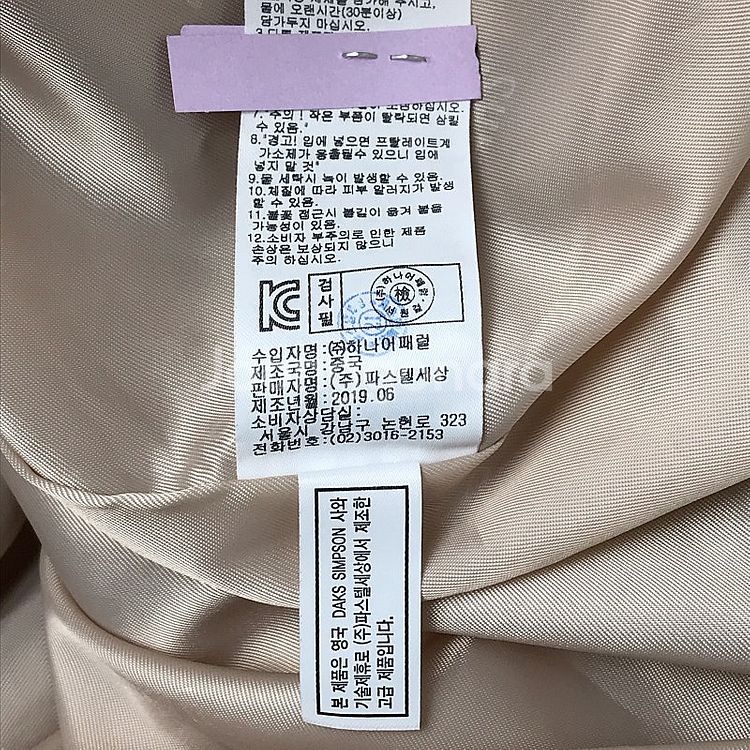 물에 오랜시간(30분이상)
담가두지 마십시오.
7."주의! 작은 부품이 탈락되면 삼킬
수 있음."
8."경고! 입에 넣으면 프탈레이트계
가소제가 용출될수 있으니 입에
넣지 말 것"
9.물 세탁시 녹이 발생할 수 있음.
10.체질에 따라 피부 알러지가 발생
할 수 있음.
11.불꽃 접근시 불길이 옮겨 붙을
가능성이 있음.
12.소비자 부주의로 인한 제품
손상은 보상되지 않으니
주의 하십시오.
검사필
(주)하나어패럴
檢
수입자명:(주)하나어패럴
제조국명:중국
판매자명:(주)파스텔세상
제조년월:2019.06
소비자상담실:
서울시 강남구 논현로 323
전화번호:(02)3016-2153
본 제품은 영국 DAKS SIMPSON 사와
기술제휴로 (주)파스텔세상에서 제조한
고급 제품입니다.